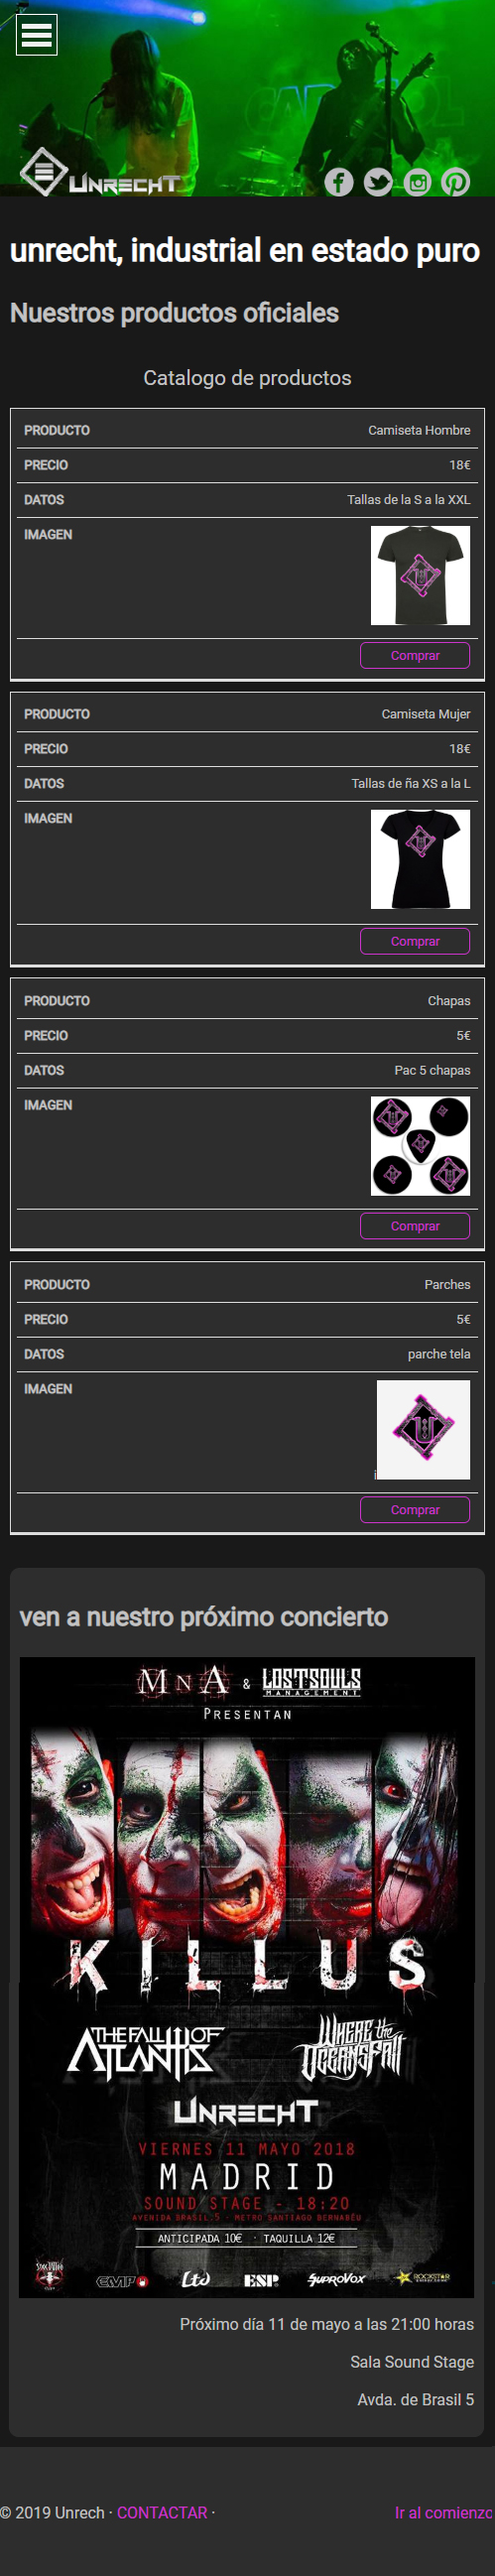 UNRECHT
unrecht, industrial en estado puro
Nuestros productos oficiales
Catalogo de productos
PRODUCTO Camiseta Hombre
PRECIO 18€
DATOS Tallas de la S a la XXL
IMAGEN
Comprar
PRODUCTO Camiseta Mujer
PRECIO 18€
DATOS Tallas de ña XS a la L
IMAGEN
Comprar
PRODUCTO Chapas
PRECIO 5€
DATOS Pac 5 chapas
IMAGEN
Comprar
PRODUCTO Parches
PRECIO 5€
DATOS parche tela
IMAGEN
i
Comprar
ven a nuestro próximo concierto
MNA & LOSTSOULS
MANAGEMENT
PRESENTAN
KILLUS
THE FALL OF ATLANTIS
WHERE the OCEANS FALL
UNRECHT
VIERNES 11 MAYO 2018
MADRID
SOUND STAGE - 18:20
AVENIDA BRASIL 5 · METRO SANTIAGO BERNABÉU
ANTICIPADA 10€ · TAQUILLA 12€
EMP Ltd ESP SUPROVOX ROCKSTAR
Próximo día 11 de mayo a las 21:00 horas
Sala Sound Stage
Avda. de Brasil 5
© 2019 Unrech · CONTACTAR · Ir al comienzo